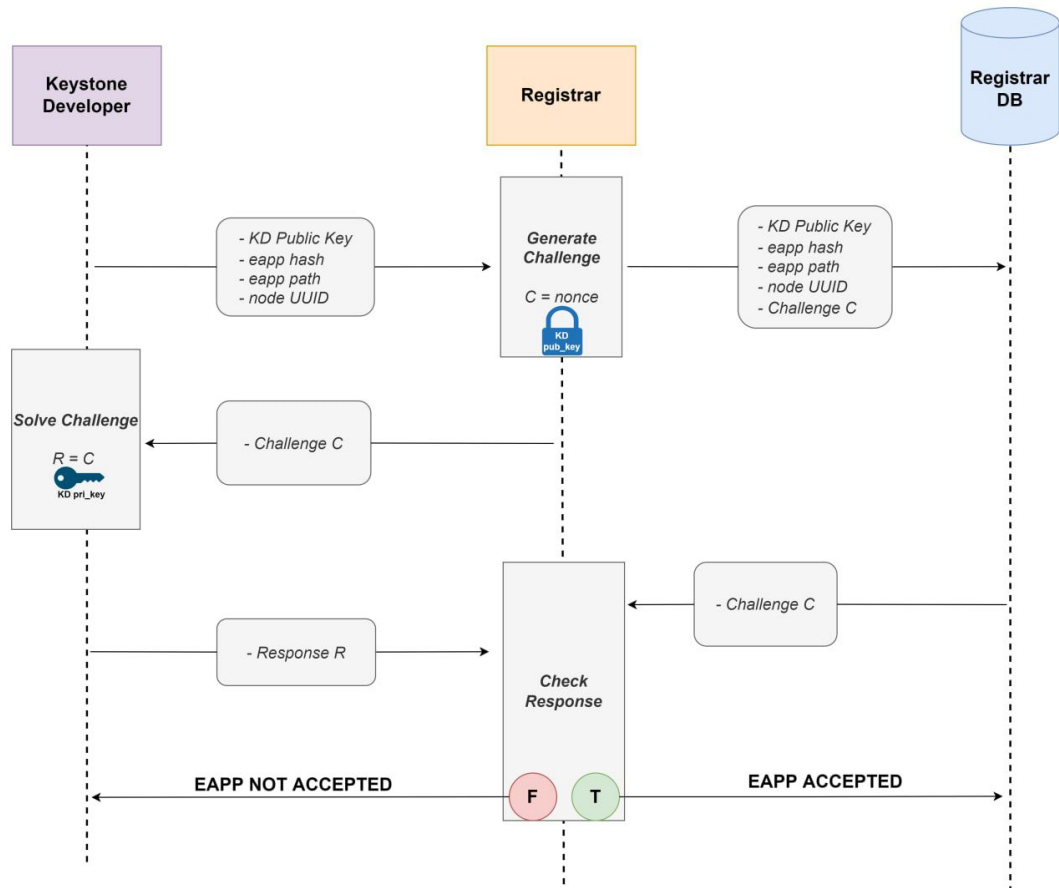 Keystone
Developer
Registrar
Registrar
DB
- KD Public Key
- eapp hash
- eapp path
- node UUID
Generate
Challenge
C = nonce
KD
pub_key
- KD Public Key
- eapp hash
- eapp path
- node UUID
- Challenge C
Solve Challenge
R = C
KD pri_key
- Challenge C
- Challenge C
- Response R
Check
Response
EAPP NOT ACCEPTED
F
T
EAPP ACCEPTED